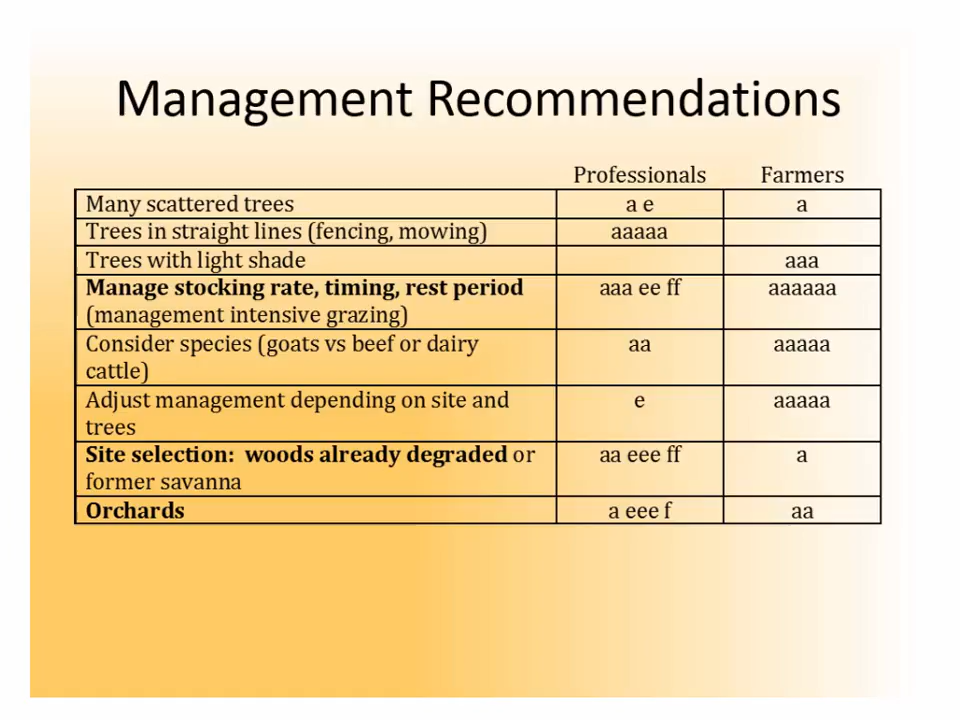 Management Recommendations
Professionals Farmers
Many scattered trees a e a
Trees in straight lines (fencing, mowing) aaaaa
Trees with light shade aaa
Manage stocking rate, timing, rest period aaa ee ff aaaaaa
(management intensive grazing)
Consider species (goats vs beef or dairy aa aaaaa
cattle)
Adjust management depending on site and e aaaaa
trees
Site selection: woods already degraded or aa eee ff a
former savanna
Orchards a eee f aa